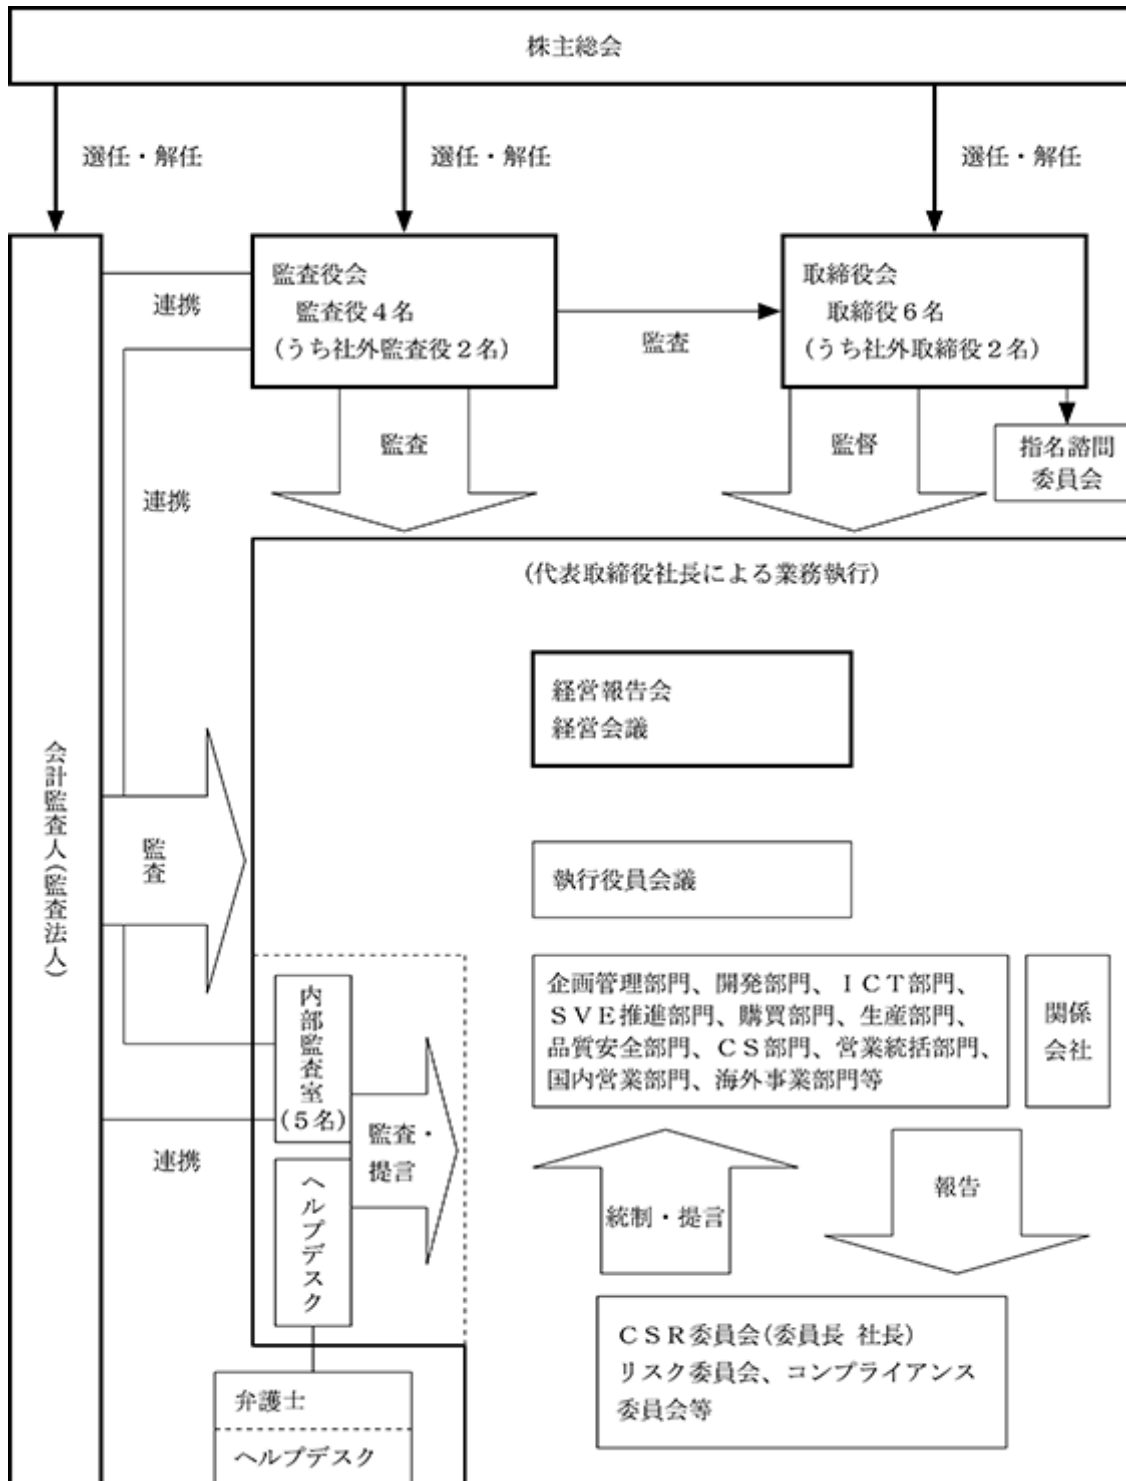 株主総会
選任・解任
選任・解任
選任・解任
監査役会
監査役4名
(うち社外監査役2名)
取締役会
取締役6名
(うち社外取締役2名)
連携
監査
監査
監督
指名諮問
委員会
連携
(代表取締役社長による業務執行)
経営報告会
経営会議
会計監査人(監査法人)
監査
執行役員会議
企画管理部門、開発部門、ICT部門、
SVE推進部門、購買部門、生産部門、
品質安全部門、CS部門、営業統括部門、
国内営業部門、海外事業部門等
関係
会社
内部監査室
(5名)
監査・
提言
連携
ヘルプデスク
統制・提言
報告
CSR委員会(委員長 社長)
リスク委員会、コンプライアンス
委員会等
弁護士
ヘルプデスク